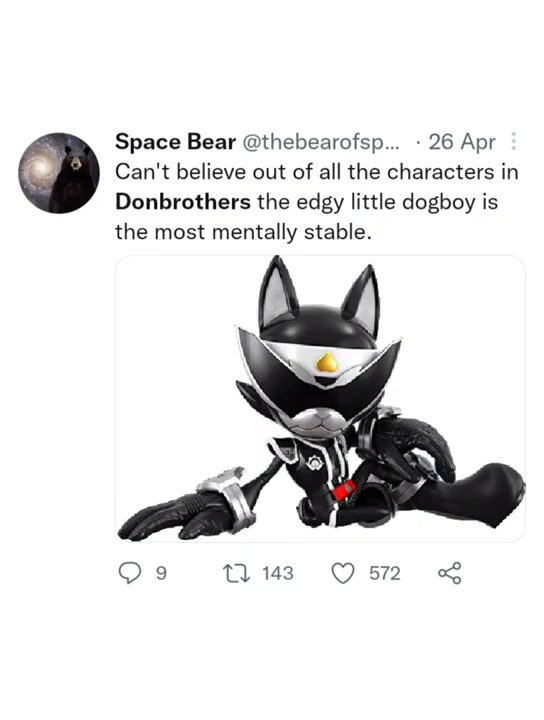 Space Bear @thebearofsp... · 26 Apr
Can't believe out of all the characters in
Donbrothers the edgy little dogboy is
the most mentally stable.
9 143 572